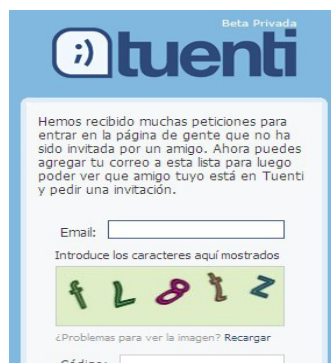 Beta Privada
;) tuenti
Hemos recibido muchas peticiones para
entrar en la página de gente que no ha
sido invitada por un amigo. Ahora puedes
agregar tu correo a esta lista para luego
poder ver que amigo tuyo está en Tuenti
y pedir una invitación.
Email:
Introduce los caracteres aquí mostrados
f L 8 t z
¿Problemas para ver la imagen? Recargar
Código: